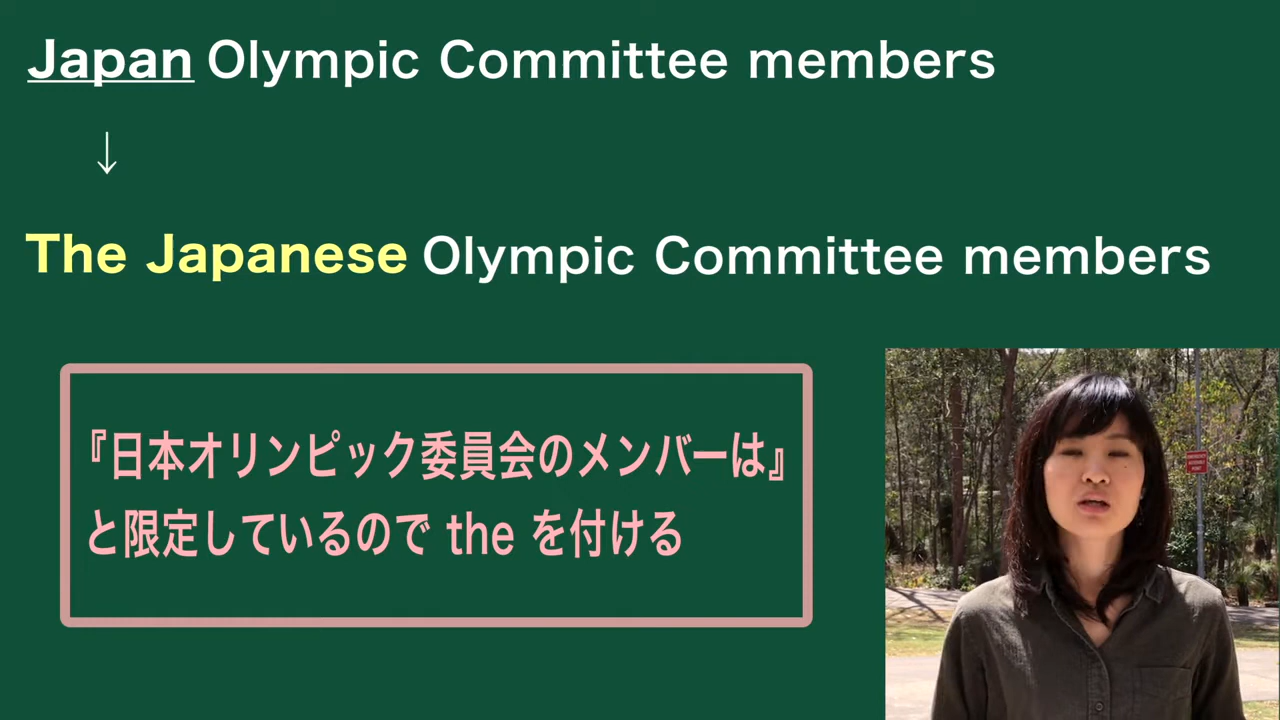 Japan Olympic Committee members
↓
The Japanese Olympic Committee members
『日本オリンピック委員会のメンバーは』
と限定しているので the を付ける